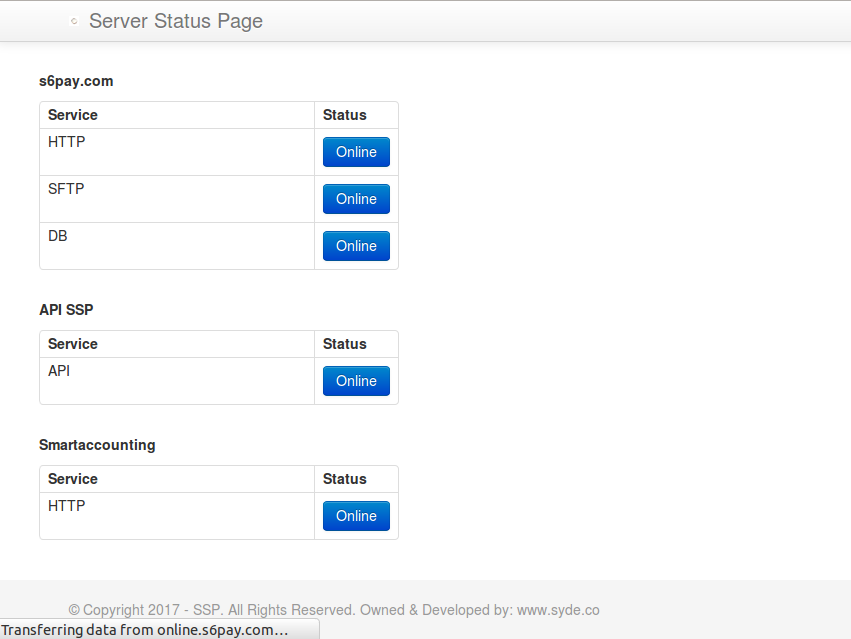 Server Status Page
s6pay.com
Service Status
HTTP Online
SFTP Online
DB Online
API SSP
Service Status
API Online
Smartaccounting
Service Status
HTTP Online
© Copyright 2017 - SSP. All Rights Reserved. Owned & Developed by: www.syde.co
Transferring data from online.s6pay.com…